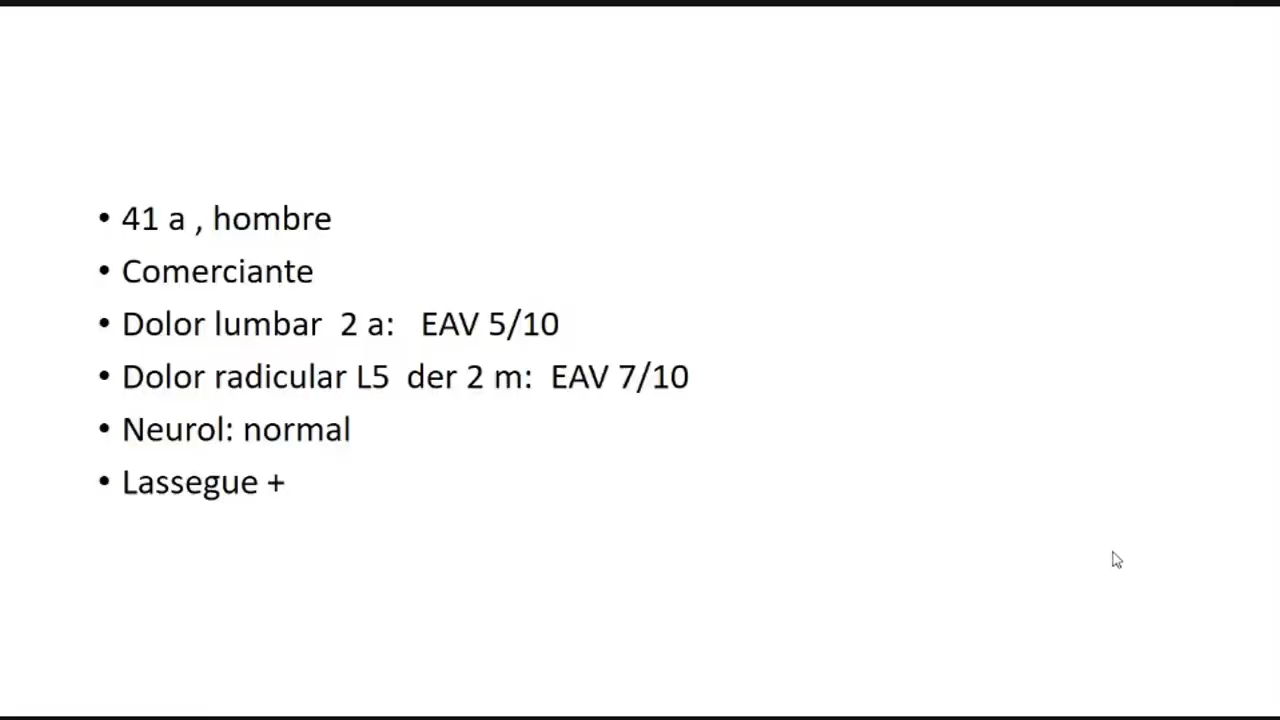 • 41 a , hombre
• Comerciante
• Dolor lumbar  2 a:   EAV 5/10
• Dolor radicular L5  der 2 m:  EAV 7/10
• Neurol: normal
• Lassegue +